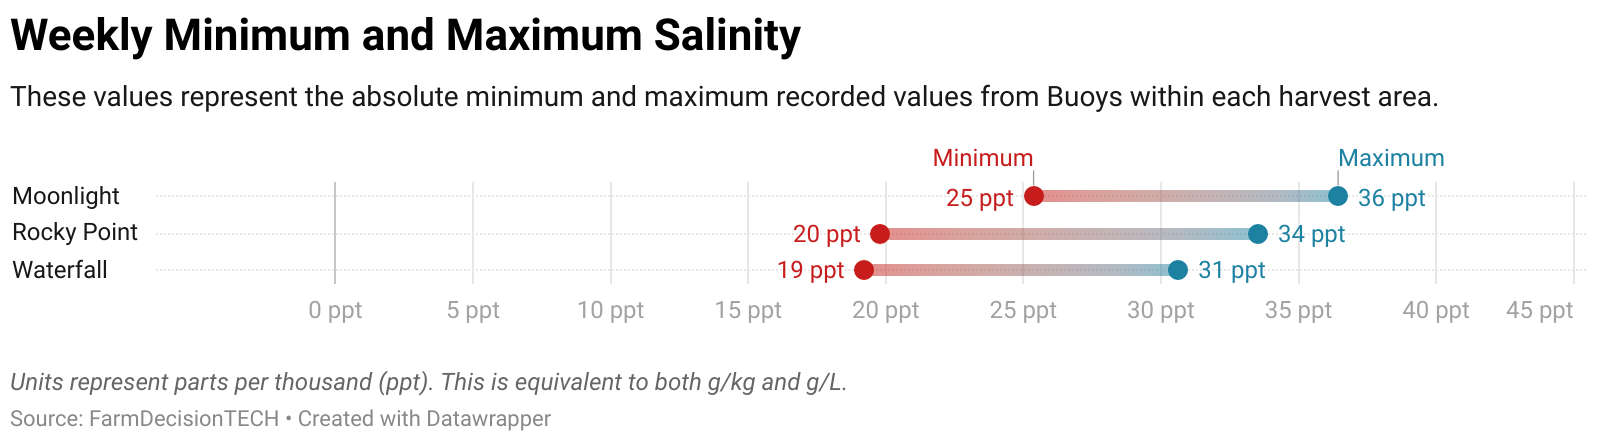 Weekly Minimum and Maximum Salinity
These values represent the absolute minimum and maximum recorded values from Buoys within each harvest area.
Minimum Maximum
Moonlight 25 ppt 36 ppt
Rocky Point 20 ppt 34 ppt
Waterfall 19 ppt 31 ppt
0 ppt 5 ppt 10 ppt 15 ppt 20 ppt 25 ppt 30 ppt 35 ppt 40 ppt 45 ppt
Units represent parts per thousand (ppt). This is equivalent to both g/kg and g/L.
Source: FarmDecisionTECH • Created with Datawrapper